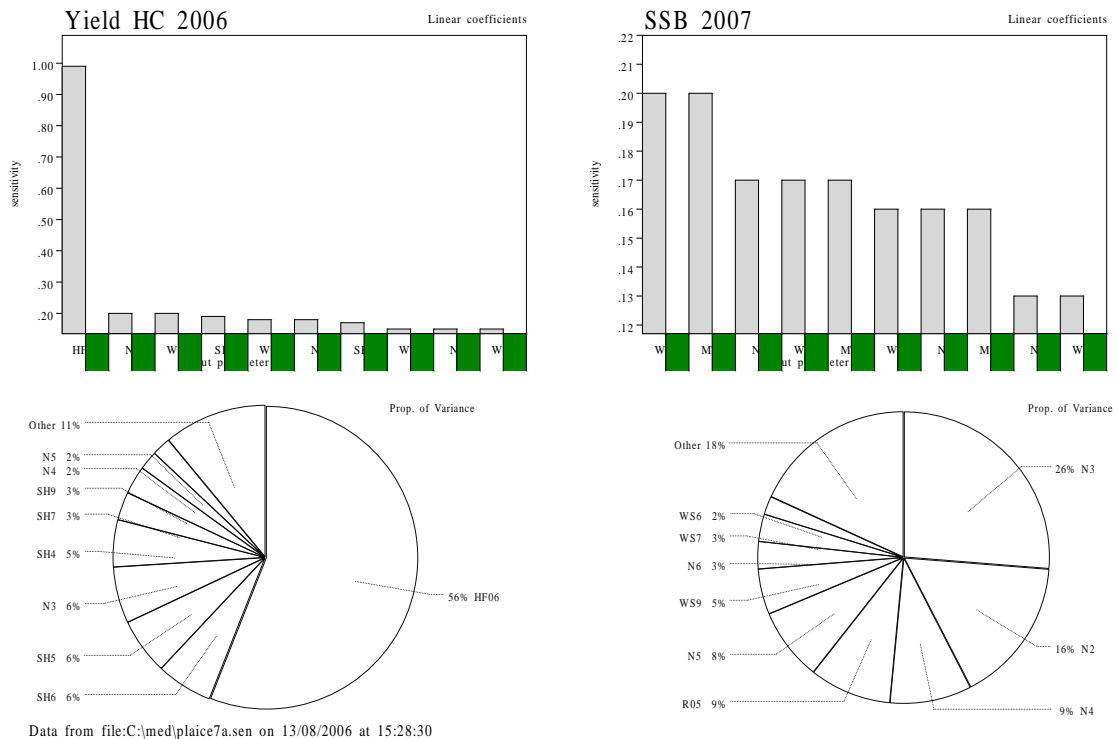 Yield HC 2006
Linear coefficients
1.00
.90
.80
.70
.60
.50
.40
.30
.20
sensitivity
Prop. of Variance
Other 11%
N5 2%
N4 2%
SH9 3%
SH7 3%
SH4 5%
N3 6%
SH5 6%
SH6 6%
56% HF06
SSB 2007
Linear coefficients
.22
.21
.20
.19
.18
.17
.16
.15
.14
.13
.12
sensitivity
W M N W M W N M N W
Prop. of Variance
Other 18%
WS6 2%
WS7 3%
N6 3%
WS9 5%
N5 8%
R05 9%
26% N3
16% N2
9% N4
Data from file:C:\med\plaice7a.sen on 13/08/2006 at 15:28:30